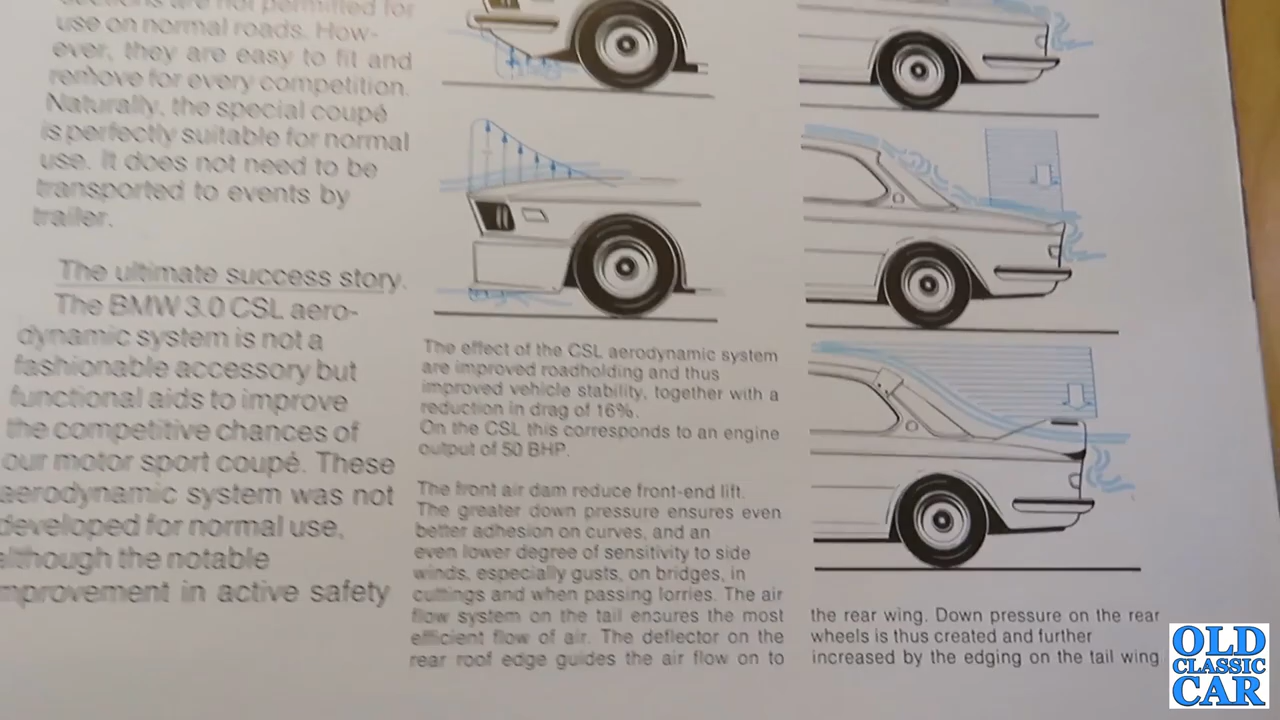 are not permitted for
use on normal roads. How-
ever, they are easy to fit and
remove for every competition.
Naturally, the special coupé
is perfectly suitable for normal
use. It does not need to be
transported to events by
trailer.
The ultimate success story.
The BMW 3.0 CSL aero-
dynamic system is not a
fashionable accessory but
functional aids to improve
the competitive chances of
our motor sport coupé. These
aerodynamic system was not
developed for normal use,
although the notable
mprovement in active safety
The effect of the CSL aerodynamic system
are improved roadholding and thus
improved vehicle stability, together with a
reduction in drag of 16%.
On the CSL this corresponds to an engine
output of 50 BHP.
The front air dam reduce front-end lift.
The greater down pressure ensures even
better adhesion on curves, and an
even lower degree of sensitivity to side
winds, especially gusts, on bridges, in
cuttings and when passing lorries. The air
flow system on the tail ensures the most
efficient flow of air. The deflector on the
rear roof edge guides the air flow on to
the rear wing. Down pressure on the rear
wheels is thus created and further
increased by the edging on the tail wing
OLD
CLASSIC
CAR